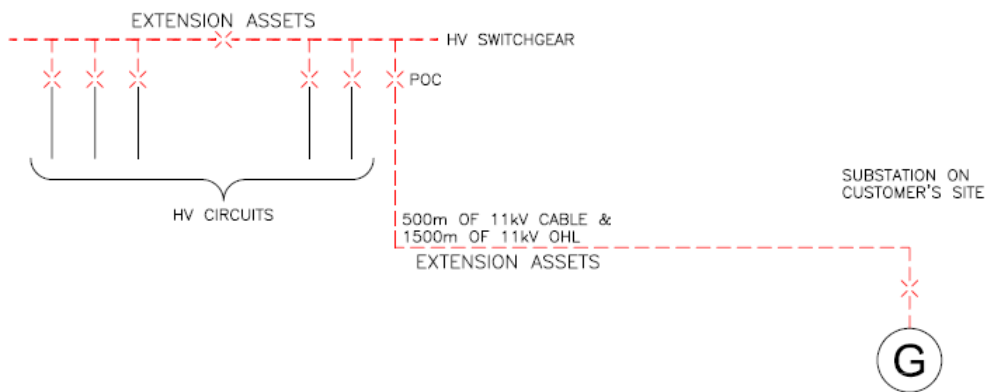 EXTENSION ASSETS
HV SWITCHGEAR
POC
SUBSTATION ON
CUSTOMER'S SITE
HV CIRCUITS
500m OF 11kV CABLE &
1500m OF 11kV OHL
EXTENSION ASSETS
G